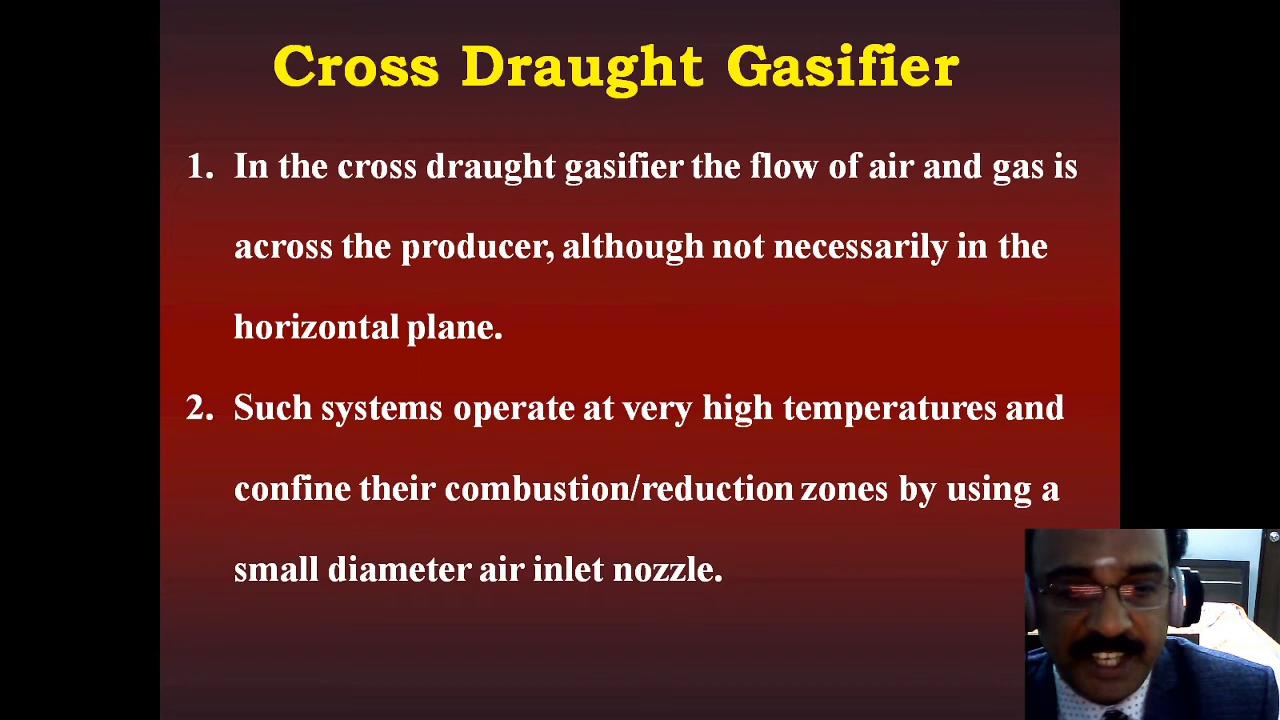 Cross Draught Gasifier
1. In the cross draught gasifier the flow of air and gas is
across the producer, although not necessarily in the
horizontal plane.
2. Such systems operate at very high temperatures and
confine their combustion/reduction zones by using a
small diameter air inlet nozzle.